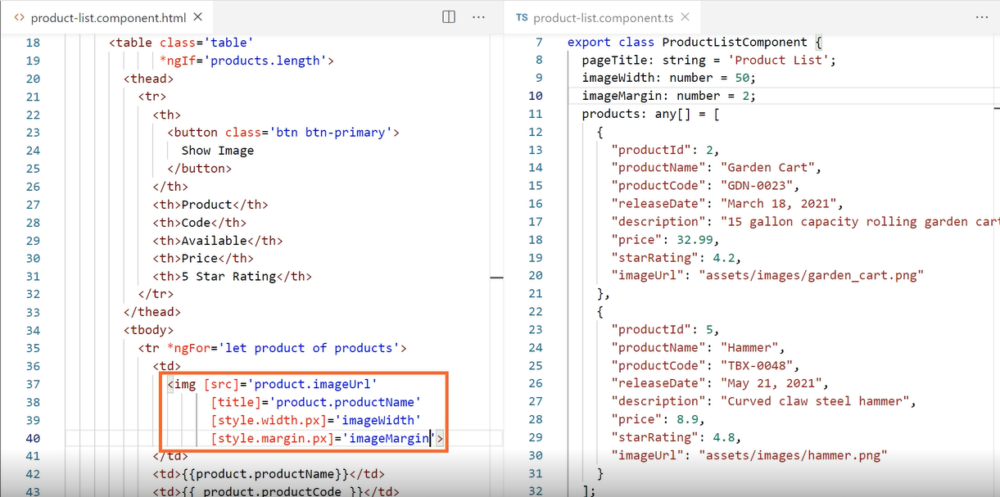 <> product-list.component.html ×
18 <table class='table'
19 *ngIf='products.length'>
20 <thead>
21 <tr>
22 <th>
23 <button class='btn btn-primary'>
24 Show Image
25 </button>
26 </th>
27 <th>Product</th>
28 <th>Code</th>
29 <th>Available</th>
30 <th>Price</th>
31 <th>5 Star Rating</th>
32 </tr>
33 </thead>
34 <tbody>
35 <tr *ngFor='let product of products'>
36 <td>
37 <img [src]='product.imageUrl'
38 [title]='product.productName'
39 [style.width.px]='imageWidth'
40 [style.margin.px]='imageMargin'>
41 </td>
42 <td>{{product.productName}}</td>
43 <td>{{ product.productCode }}</td>
TS product-list.component.ts ×
7 export class ProductListComponent {
8 pageTitle: string = 'Product List';
9 imageWidth: number = 50;
10 imageMargin: number = 2;
11 products: any[] = [
12 {
13 "productId": 2,
14 "productName": "Garden Cart",
15 "productCode": "GDN-0023",
16 "releaseDate": "March 18, 2021",
17 "description": "15 gallon capacity rolling garden cart
18 "price": 32.99,
19 "starRating": 4.2,
20 "imageUrl": "assets/images/garden_cart.png"
21 },
22 {
23 "productId": 5,
24 "productName": "Hammer",
25 "productCode": "TBX-0048",
26 "releaseDate": "May 21, 2021",
27 "description": "Curved claw steel hammer",
28 "price": 8.9,
29 "starRating": 4.8,
30 "imageUrl": "assets/images/hammer.png"
31 }
32 ];